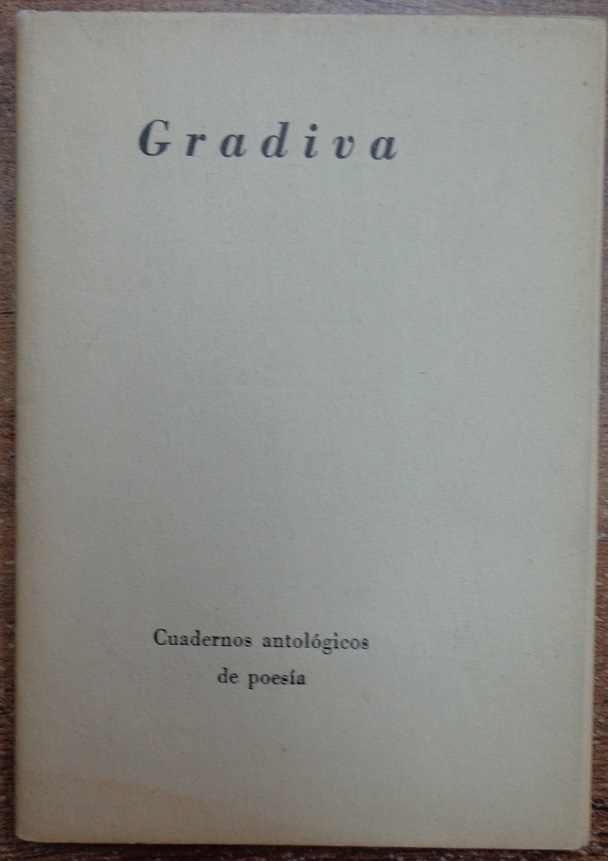 Gradiva
Cuadernos antológicos
de poesía